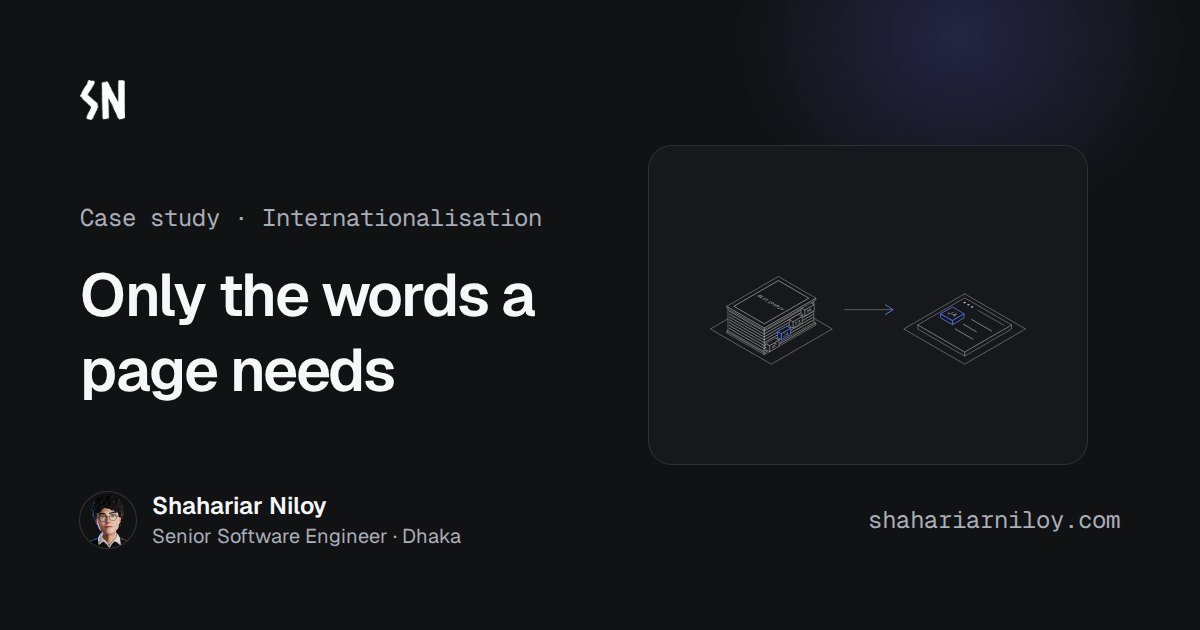 SN
Case study · Internationalisation
Only the words a
page needs
Shahariar Niloy
Senior Software Engineer · Dhaka
shahariarniloy.com